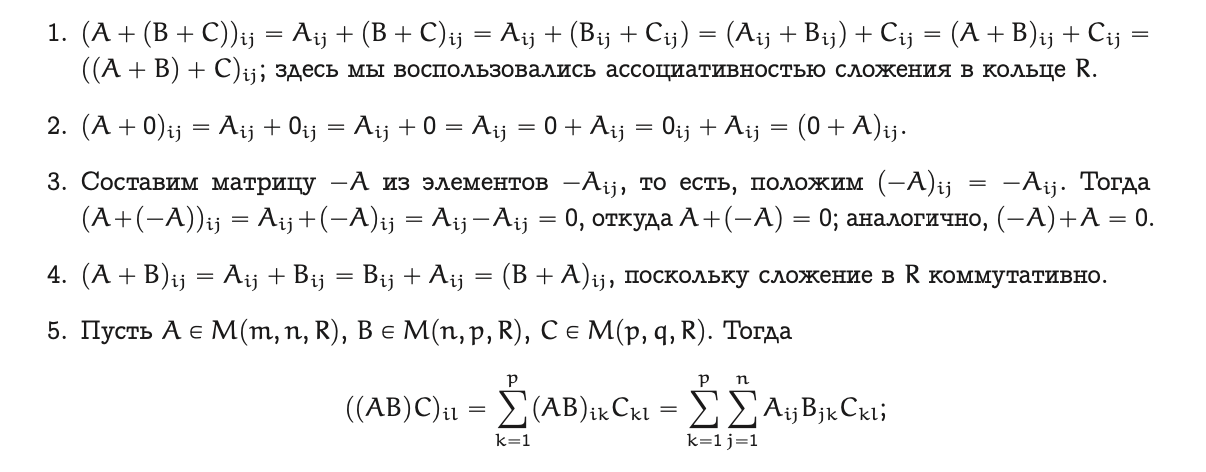 1. (A + (B + C))ᵢⱼ = Aᵢⱼ + (B + C)ᵢⱼ = Aᵢⱼ + (Bᵢⱼ + Cᵢⱼ) = (Aᵢⱼ + Bᵢⱼ) + Cᵢⱼ = (A + B)ᵢⱼ + Cᵢⱼ =
((A + B) + C)ᵢⱼ; здесь мы воспользовались ассоциативностью сложения в кольце R.
2. (A + 0)ᵢⱼ = Aᵢⱼ + 0ᵢⱼ = Aᵢⱼ + 0 = Aᵢⱼ = 0 + Aᵢⱼ = 0ᵢⱼ + Aᵢⱼ = (0 + A)ᵢⱼ.
3. Составим матрицу −A из элементов −Aᵢⱼ, то есть, положим (−A)ᵢⱼ = −Aᵢⱼ. Тогда
(A+(−A))ᵢⱼ = Aᵢⱼ+(−A)ᵢⱼ = Aᵢⱼ−Aᵢⱼ = 0, откуда A+(−A) = 0; аналогично, (−A)+A = 0.
4. (A + B)ᵢⱼ = Aᵢⱼ + Bᵢⱼ = Bᵢⱼ + Aᵢⱼ = (B + A)ᵢⱼ, поскольку сложение в R коммутативно.
5. Пусть A ∈ M(m, n, R), B ∈ M(n, p, R), C ∈ M(p, q, R). Тогда
((AB)C)ᵢₗ = ∑ₖ₌₁ᵖ (AB)ᵢₖCₖₗ = ∑ₖ₌₁ᵖ ∑ⱼ₌₁ⁿ AᵢⱼBⱼₖCₖₗ;